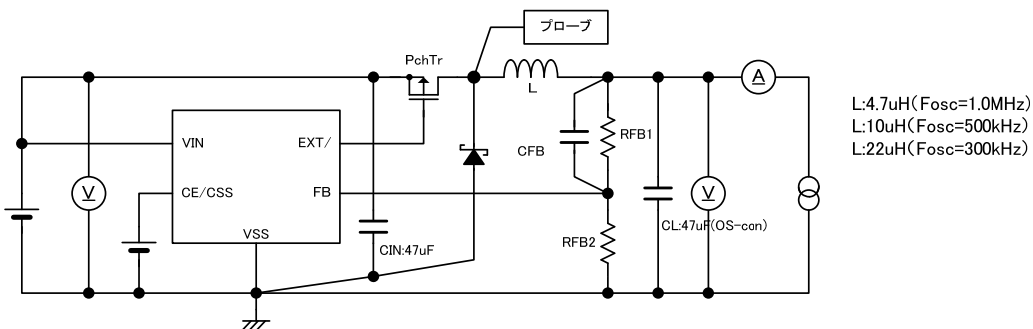 プローブ
PchTr
L
L:4.7uH(Fosc=1.0MHz)
L:10uH(Fosc=500kHz)
L:22uH(Fosc=300kHz)
VIN
EXT/
CE/CSS
FB
VSS
V
CIN:47uF
CFB
RFB1
RFB2
A
V
CL:47uF(OS-con)